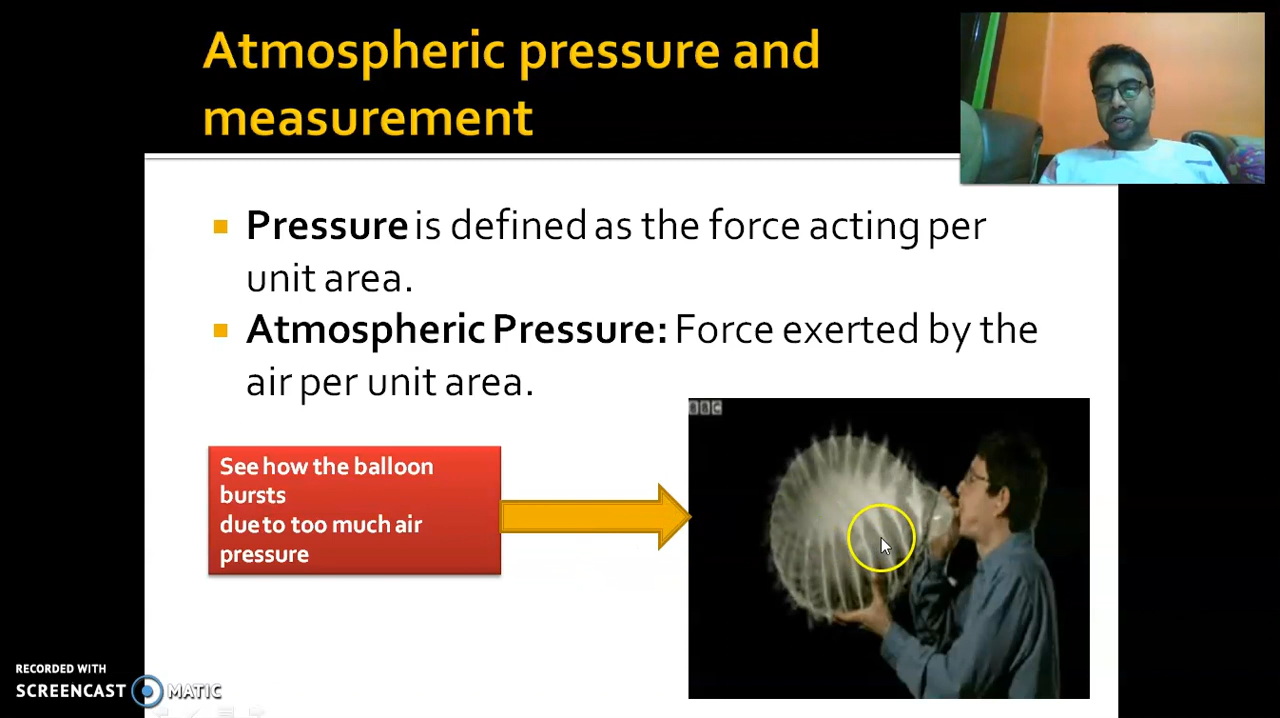 Atmospheric pressure and
measurement
Pressure is defined as the force acting per
unit area.
Atmospheric Pressure: Force exerted by the
air per unit area.
BBC
See how the balloon
bursts
due to too much air
pressure
RECORDED WITH
SCREENCAST MATIC